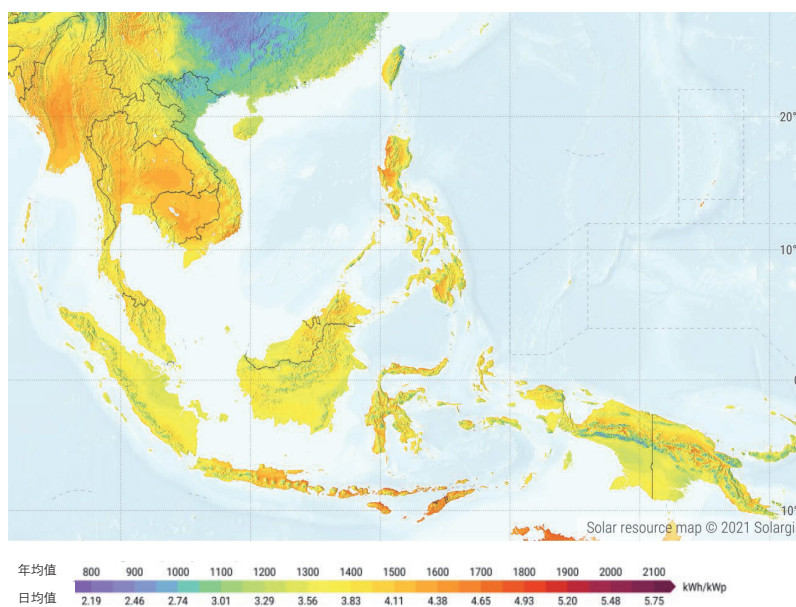 20°
10°
0
10°
Solar resource map © 2021 Solargi
年均值 800 900 1000 1100 1200 1300 1400 1500 1600 1700 1800 1900 2000 2100 kWh/kWp
日均值 2.19 2.46 2.74 3.01 3.29 3.56 3.83 4.11 4.38 4.65 4.93 5.20 5.48 5.75